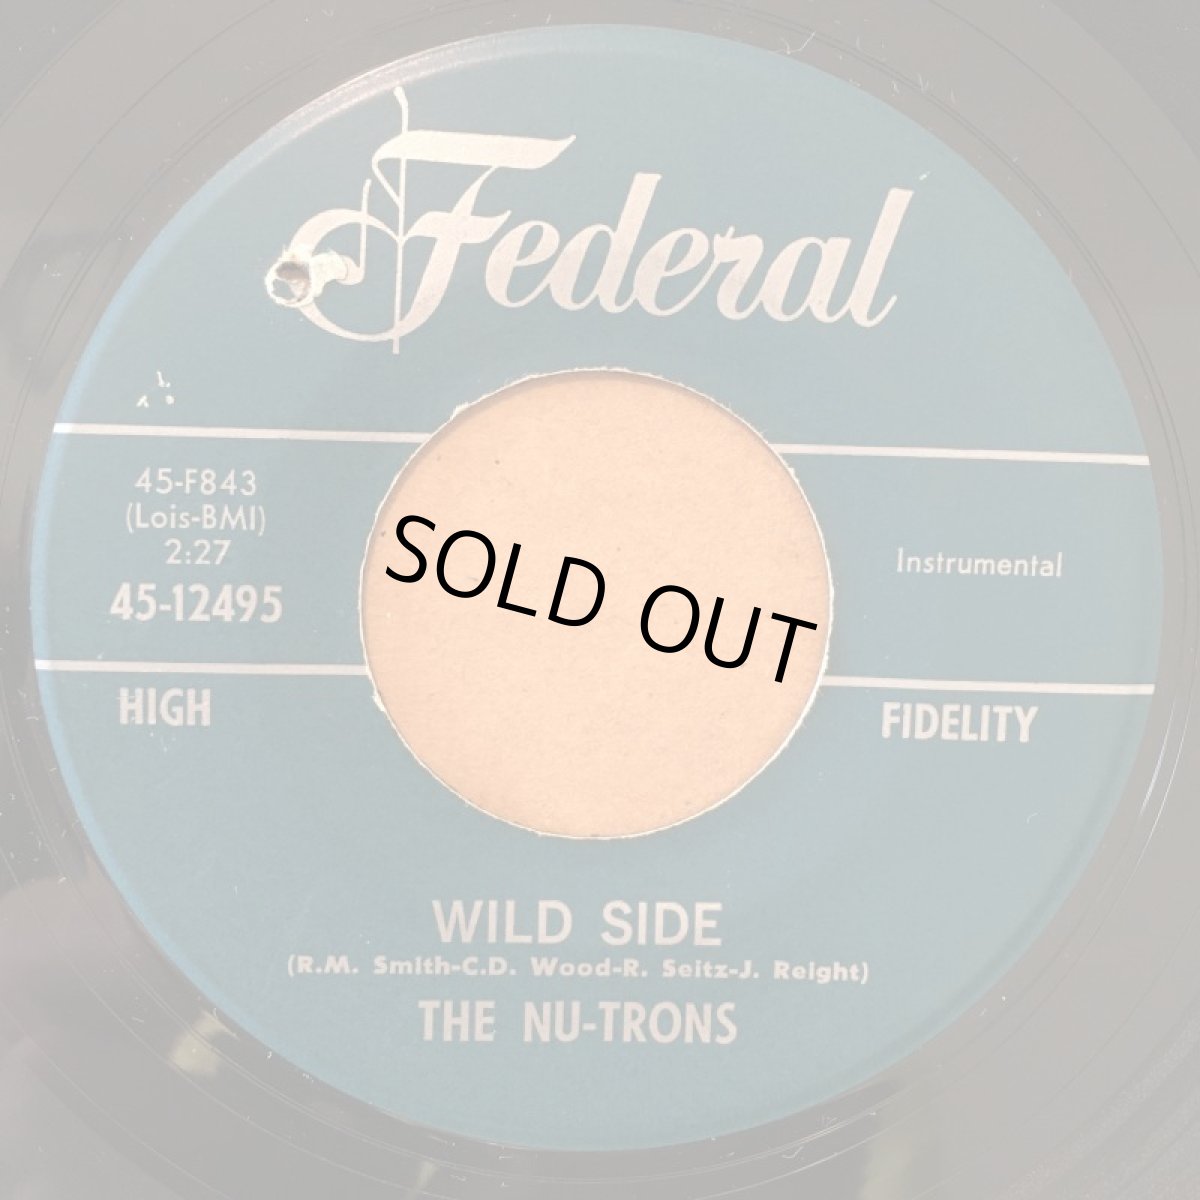 Federal
45-F843
(Lois-BMI)
2:27
45-12495
Instrumental
HIGH
FIDELITY
SOLD OUT
WILD SIDE
(R.M. Smith-C.D. Wood-R. Seitz-J. Reight)
THE NU-TRONS